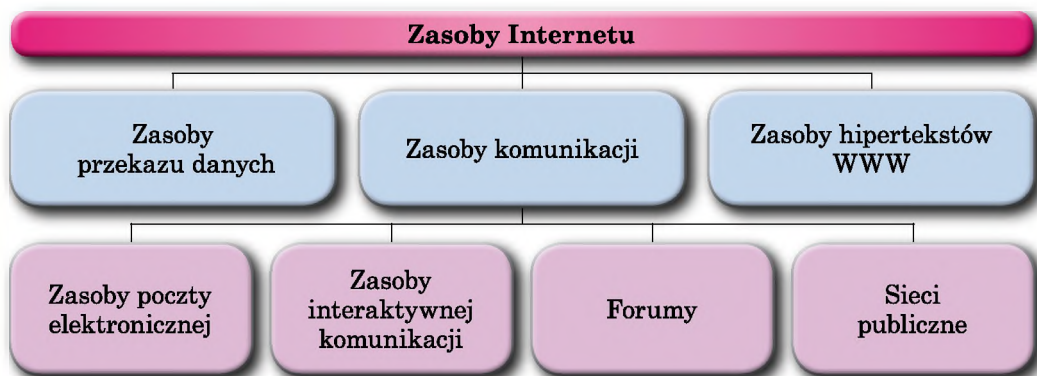 Zasoby Internetu
Zasoby
przekazu danych
Zasoby komunikacji
Zasoby hipertekstów
WWW
Zasoby poczty
elektronicznej
Zasoby
interaktywnej
komunikacji
Forumy
Sieci
publiczne